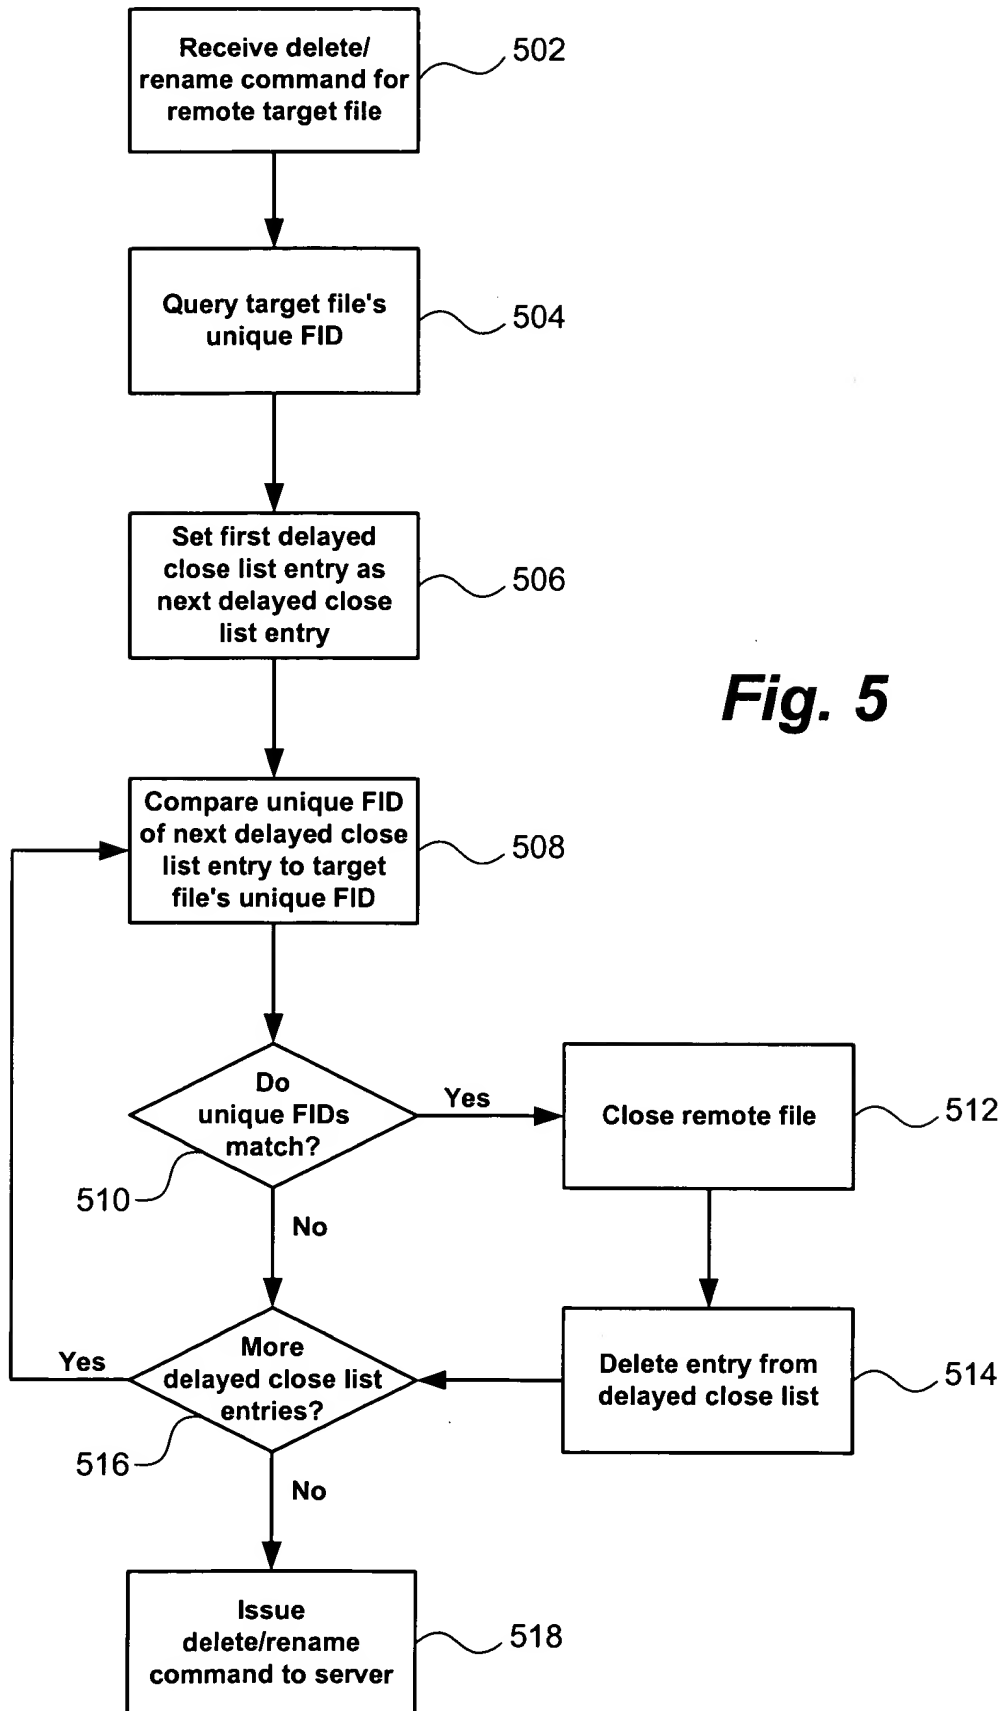 Receive delete/
rename command for
remote target file
502
Query target file's
unique FID
504
Set first delayed
close list entry as
next delayed close
list entry
506
Fig. 5
Compare unique FID
of next delayed close
list entry to target
file's unique FID
508
Do
unique FIDs
match?
510
Yes
Close remote file
512
No
More
delayed close list
entries?
516
Yes
Delete entry from
delayed close list
514
No
Issue
delete/rename
command to server
518